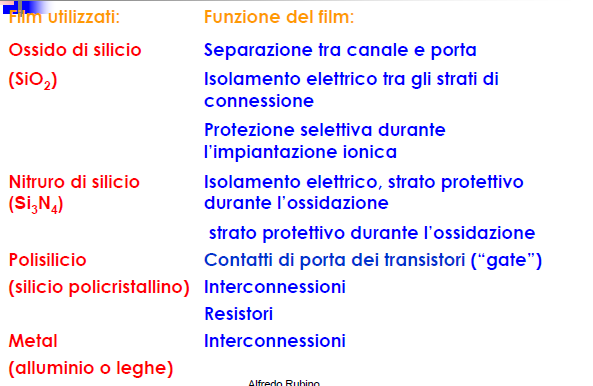 Film utilizzati: Funzione del film:
Ossido di silicio Separazione tra canale e porta
(SiO₂) Isolamento elettrico tra gli strati di
connessione
Protezione selettiva durante
l'impiantazione ionica
Nitruro di silicio Isolamento elettrico, strato protettivo
(Si₃N₄) durante l'ossidazione
strato protettivo durante l'ossidazione
Polisilicio Contatti di porta dei transistori ("gate")
(silicio policristallino) Interconnessioni
Resistori
Metal Interconnessioni
(alluminio o leghe)
Alfredo Rubino